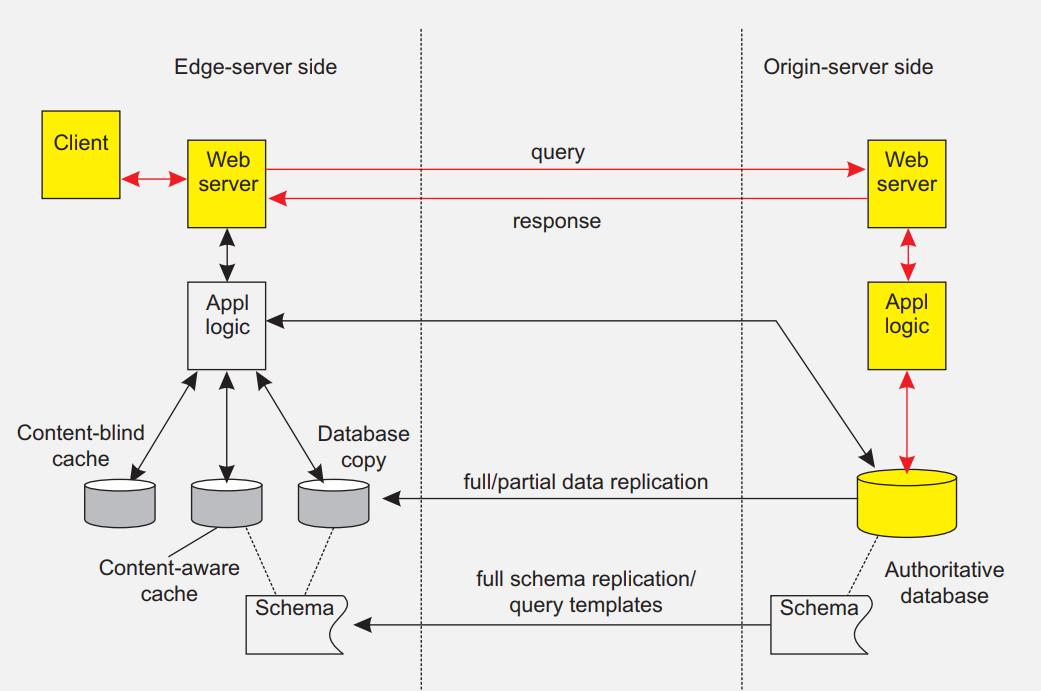 Edge-server side
Origin-server side
Client
Web
server
query
response
Web
server
Appl
logic
Appl
logic
Content-blind
cache
Database
copy
full/partial data replication
Content-aware
cache
Schema
full schema replication/
query templates
Schema
Authoritative
database